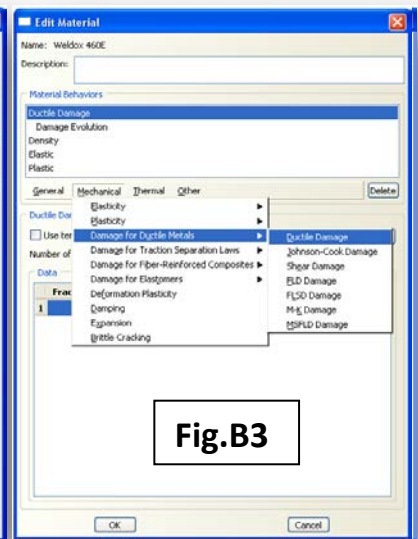 Edit Material
Name: Weldox 460E
Description:
Material Behaviors
Ductile Damage
Damage Evolution
Density
Elastic
Plastic
General Mechanical Thermal Other Delete
Elasticity
Plasticity
Damage for Ductile Metals
Damage for Traction Separation Laws
Damage for Fiber-Reinforced Composites
Damage for Elastomers
Deformation Plasticity
Damping
Expansion
Brittle Cracking
Ductile Damage
Johnson-Cook Damage
Shear Damage
FLD Damage
FLSD Damage
M-K Damage
MSFLD Damage
Ductile Dam
Use tem
Number of
Data
Frac
1
Fig.B3
OK Cancel